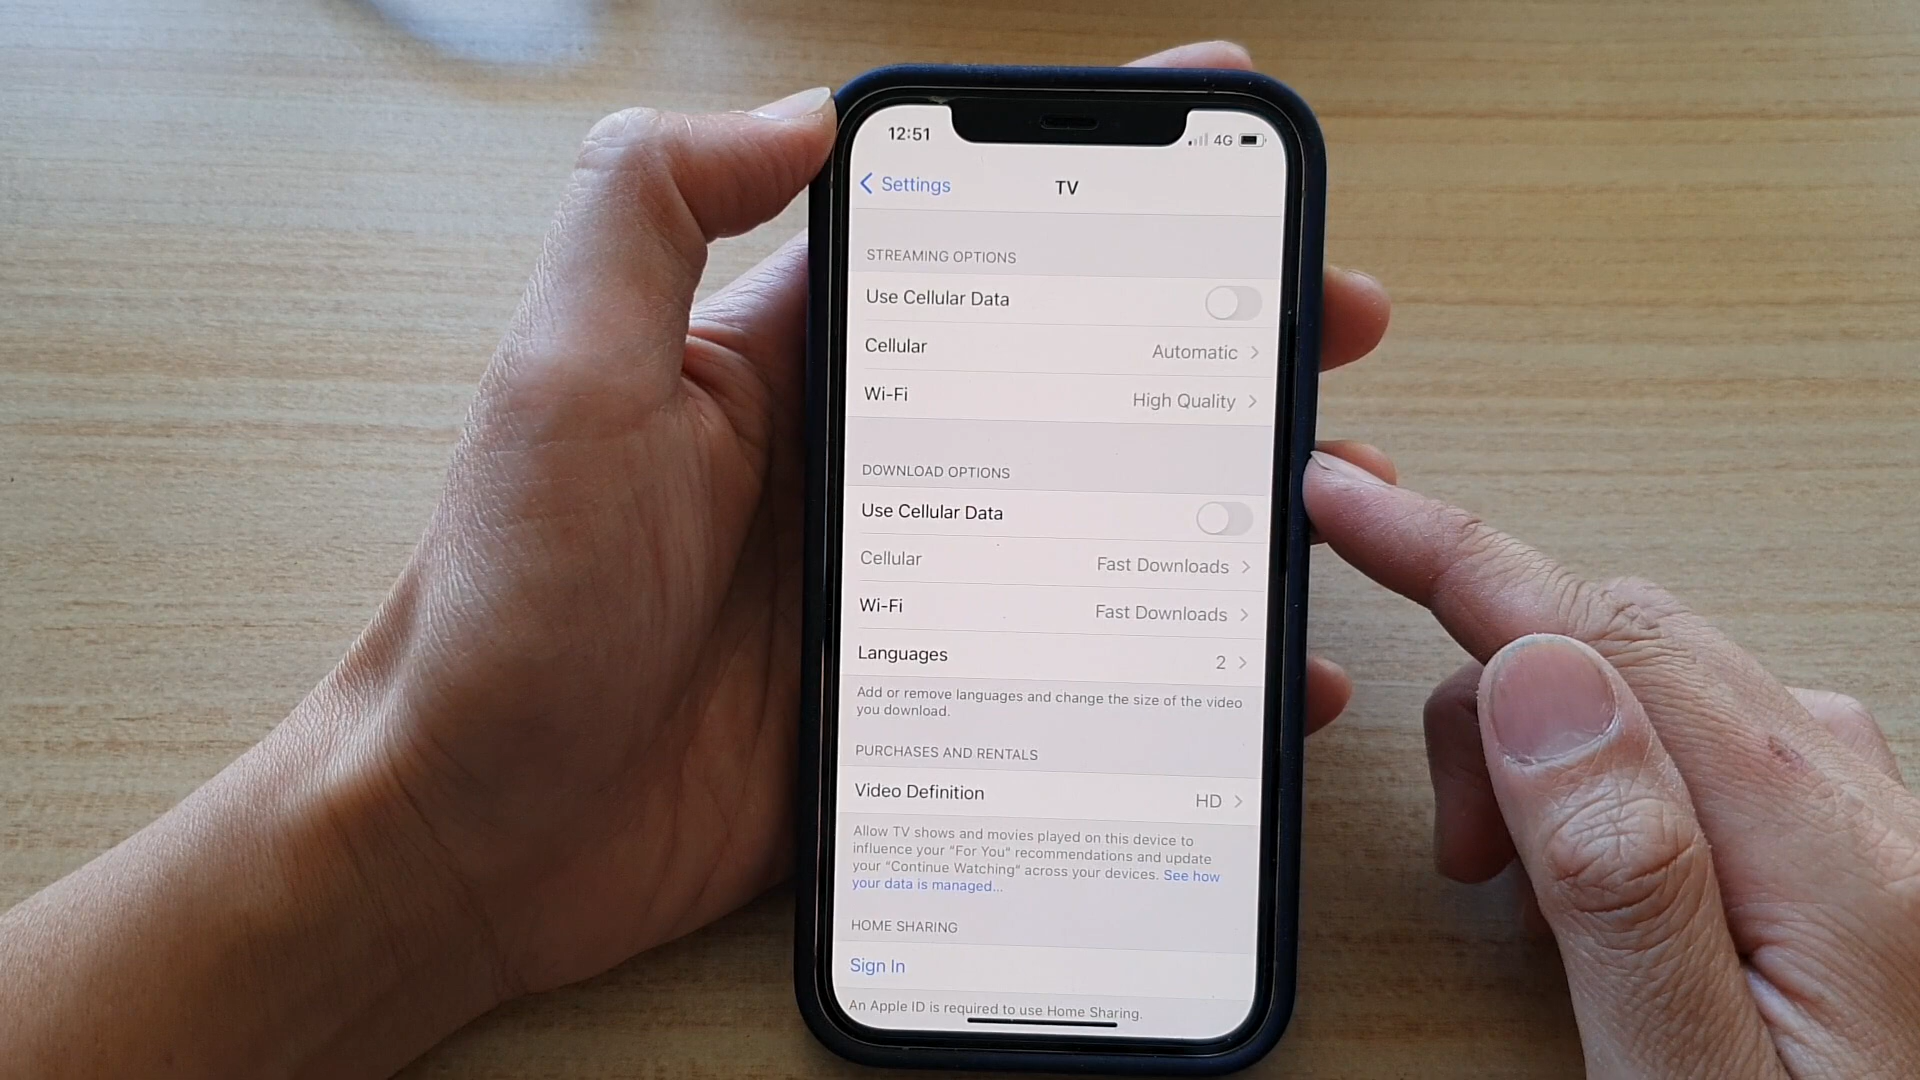 12:51
4G
Settings
TV
STREAMING OPTIONS
Use Cellular Data
Cellular Automatic
Wi-Fi High Quality
DOWNLOAD OPTIONS
Use Cellular Data
Cellular Fast Downloads
Wi-Fi Fast Downloads
Languages 2
Add or remove languages and change the size of the video
you download.
PURCHASES AND RENTALS
Video Definition HD
Allow TV shows and movies played on this device to
influence your "For You" recommendations and update
your "Continue Watching" across your devices. See how
your data is managed...
HOME SHARING
Sign In
An Apple ID is required to use Home Sharing.